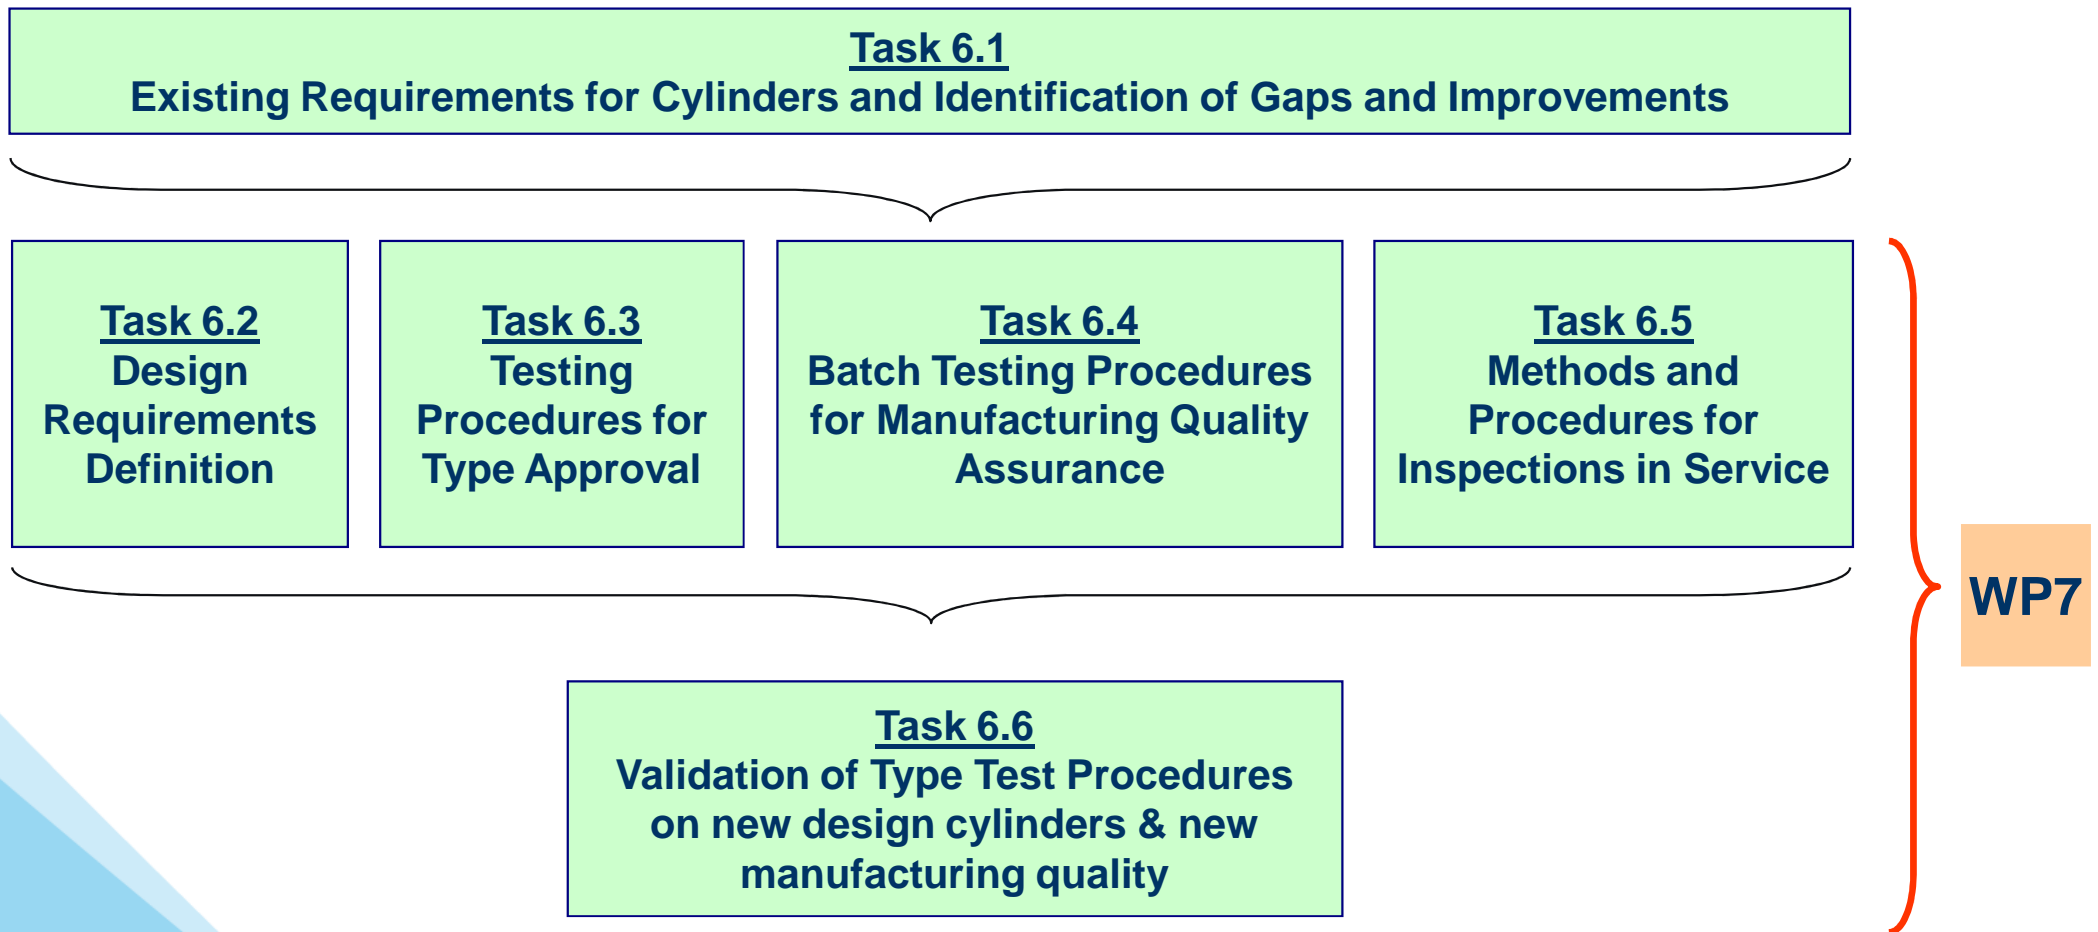 Task 6.1
Existing Requirements for Cylinders and Identification of Gaps and Improvements
Task 6.2
Design
Requirements
Definition
Task 6.3
Testing
Procedures for
Type Approval
Task 6.4
Batch Testing Procedures
for Manufacturing Quality
Assurance
Task 6.5
Methods and
Procedures for
Inspections in Service
WP7
Task 6.6
Validation of Type Test Procedures
on new design cylinders & new
manufacturing quality